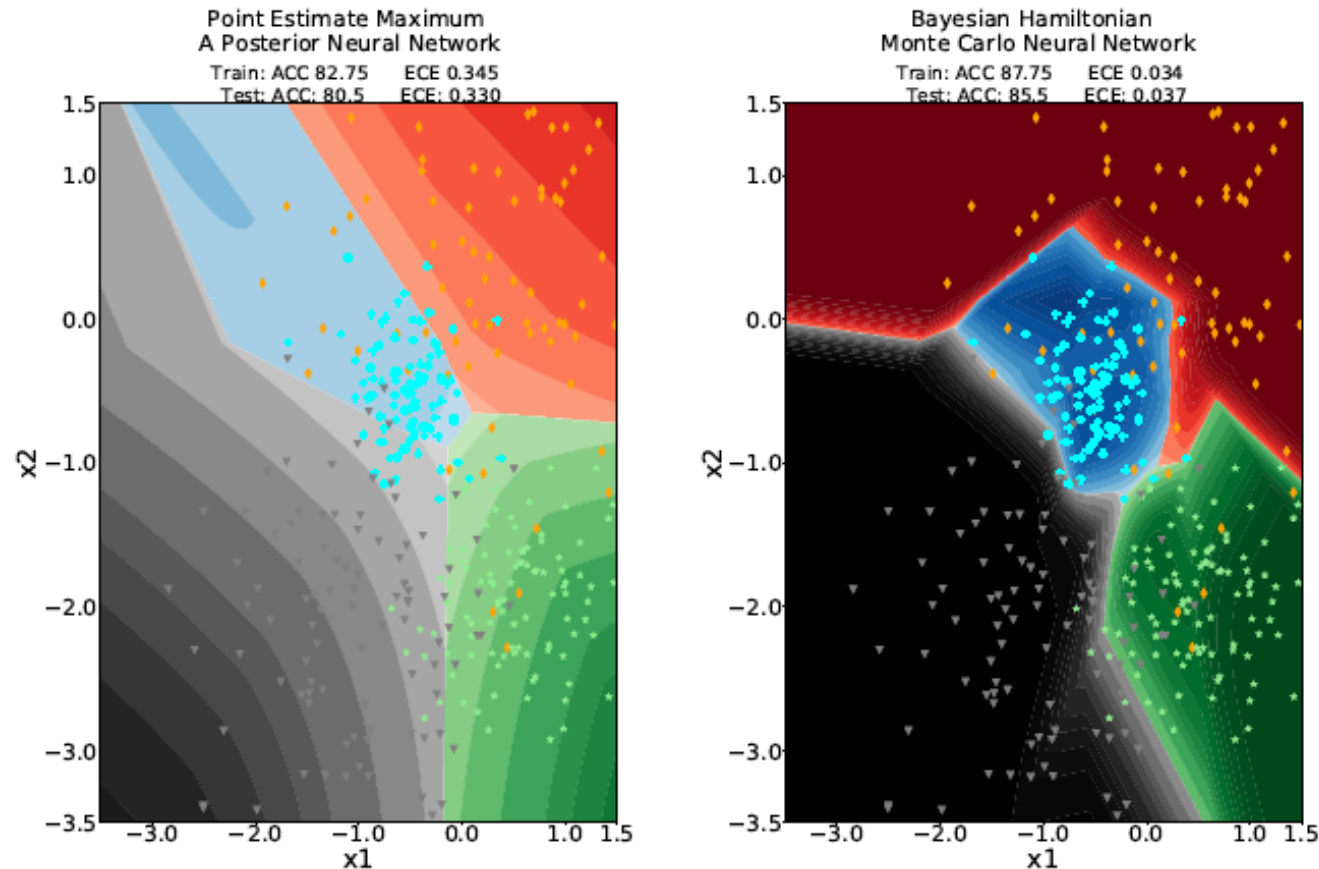 Point Estimate Maximum
A Posterior Neural Network
Train: ACC 82.75 ECE 0.345
Test: ACC: 80.5 ECE: 0.330
1.5
1.0
0.0
−1.0
−2.0
−3.0
−3.5
x2
−3.0 −2.0 −1.0 0.0 1.0 1.5
x1
Bayesian Hamiltonian
Monte Carlo Neural Network
Train: ACC 87.75 ECE 0.034
Test: ACC: 85.5 ECE: 0.037
1.5
1.0
0.0
−1.0
−2.0
−3.0
−3.5
x2
−3.0 −2.0 −1.0 0.0 1.0 1.5
x1